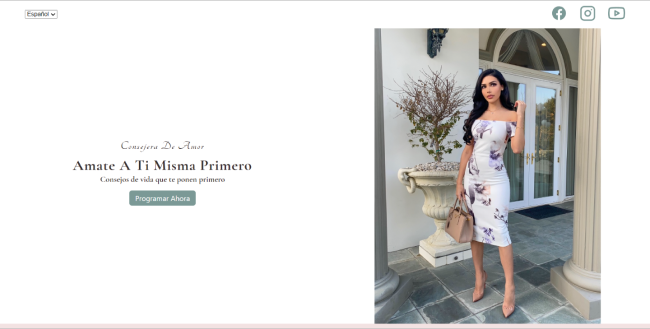 Español
Consejera De Amor
Amate A Ti Misma Primero
Consejos de vida que te ponen primero
Programar Ahora